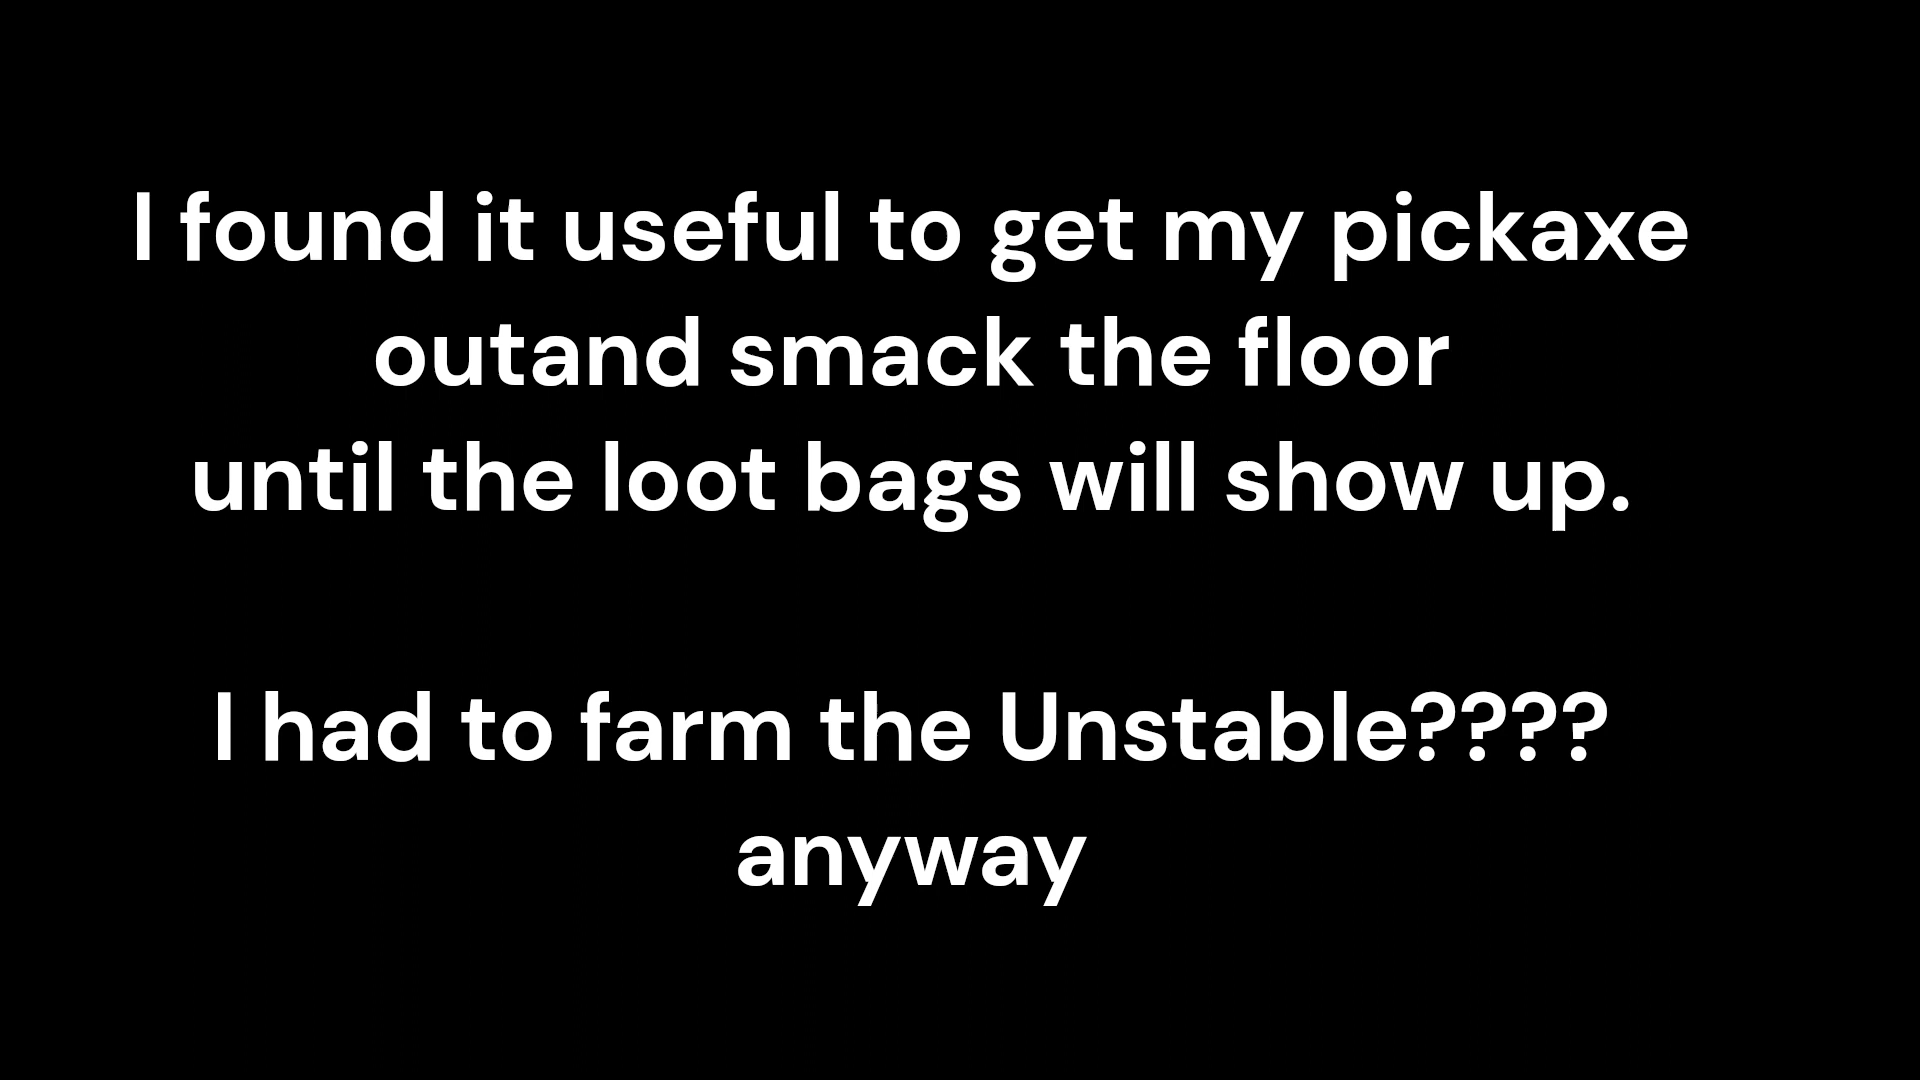 I found it useful to get my pickaxe
outand smack the floor
until the loot bags will show up.
I had to farm the Unstable????
anyway